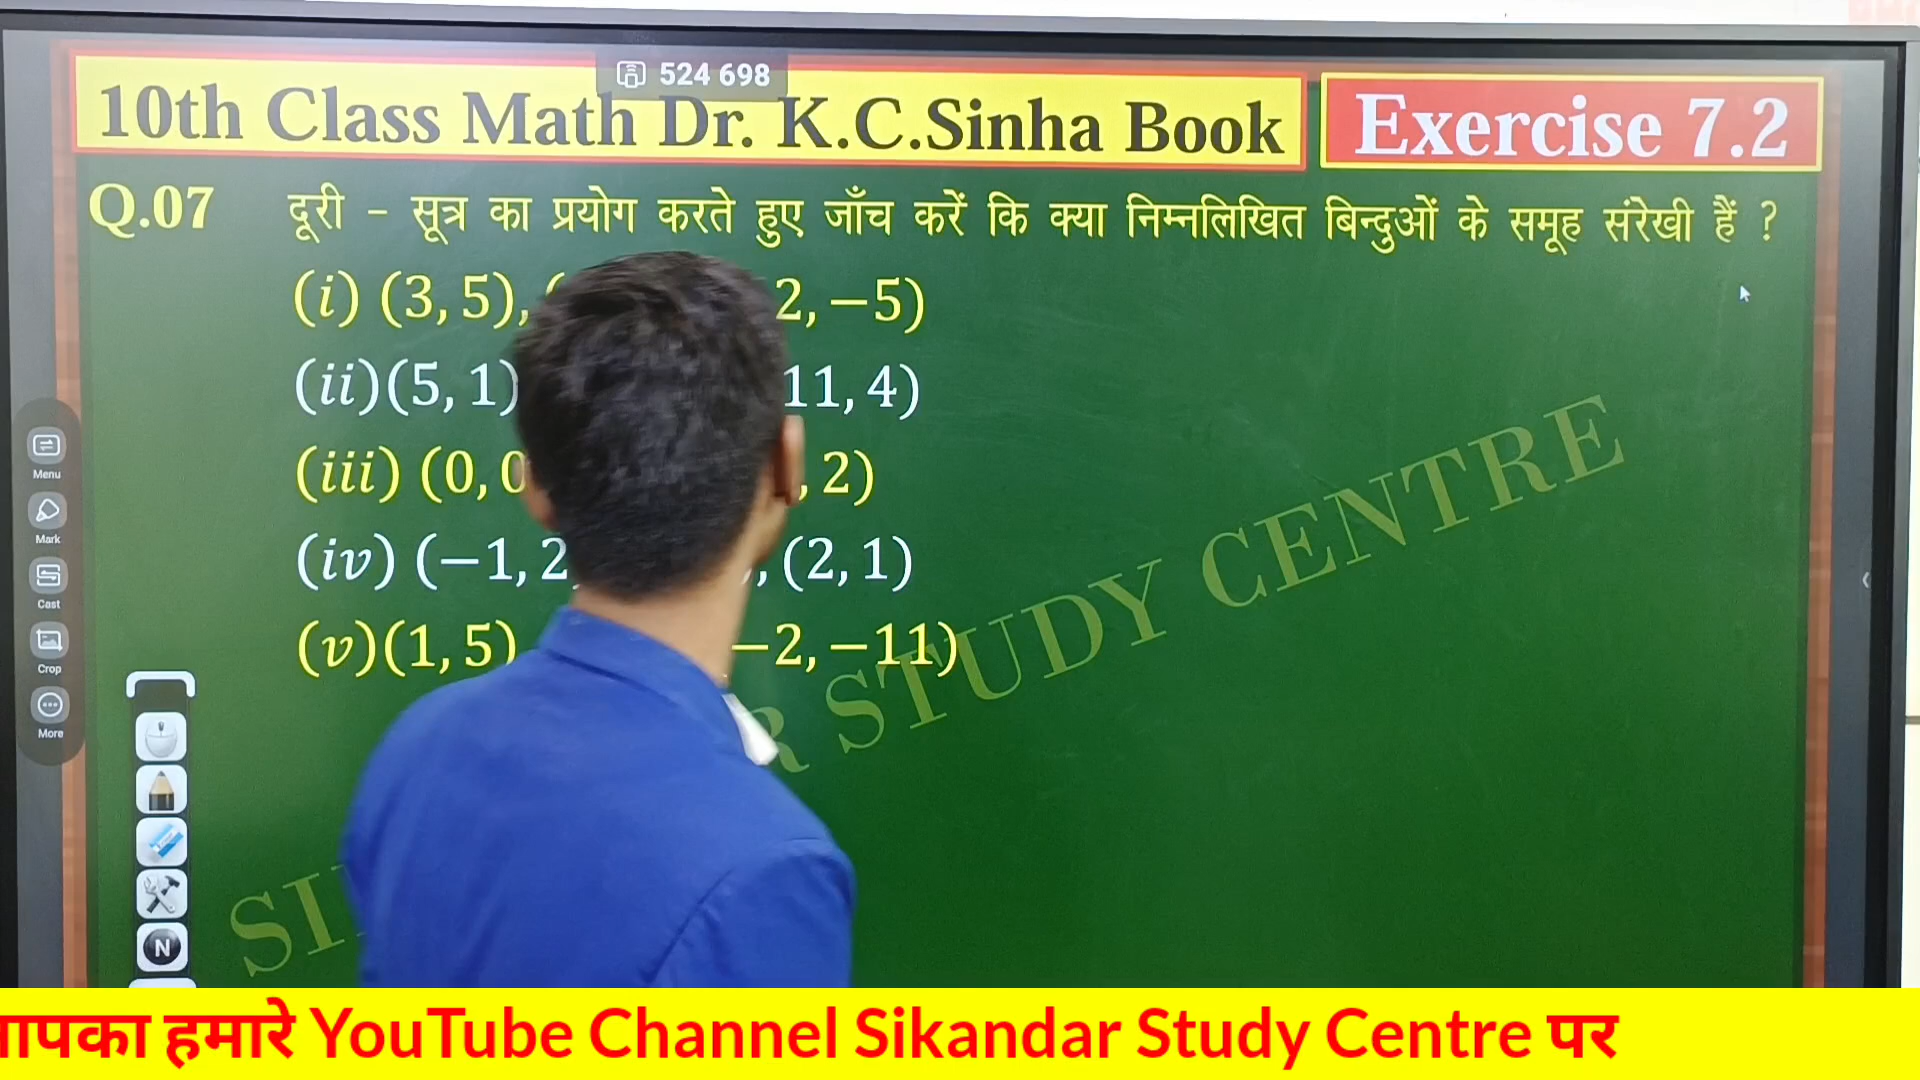 524 698
10th Class Math Dr. K.C.Sinha Book
Exercise 7.2
Q.07 दूरी - सूत्र का प्रयोग करते हुए जाँच करें कि क्या निम्नलिखित बिन्दुओं के समूह संरेखी हैं ?
(i) (3, 5), 2, −5)
(ii)(5, 1) 11, 4)
(iii) (0, 0 , 2)
(iv) (−1, 2 , (2, 1)
(v)(1, 5) −2, −11)
STUDY CENTRE
Menu
Mark
Cast
Crop
More
N
हमारे YouTube Channel Sikandar Study Centre पर